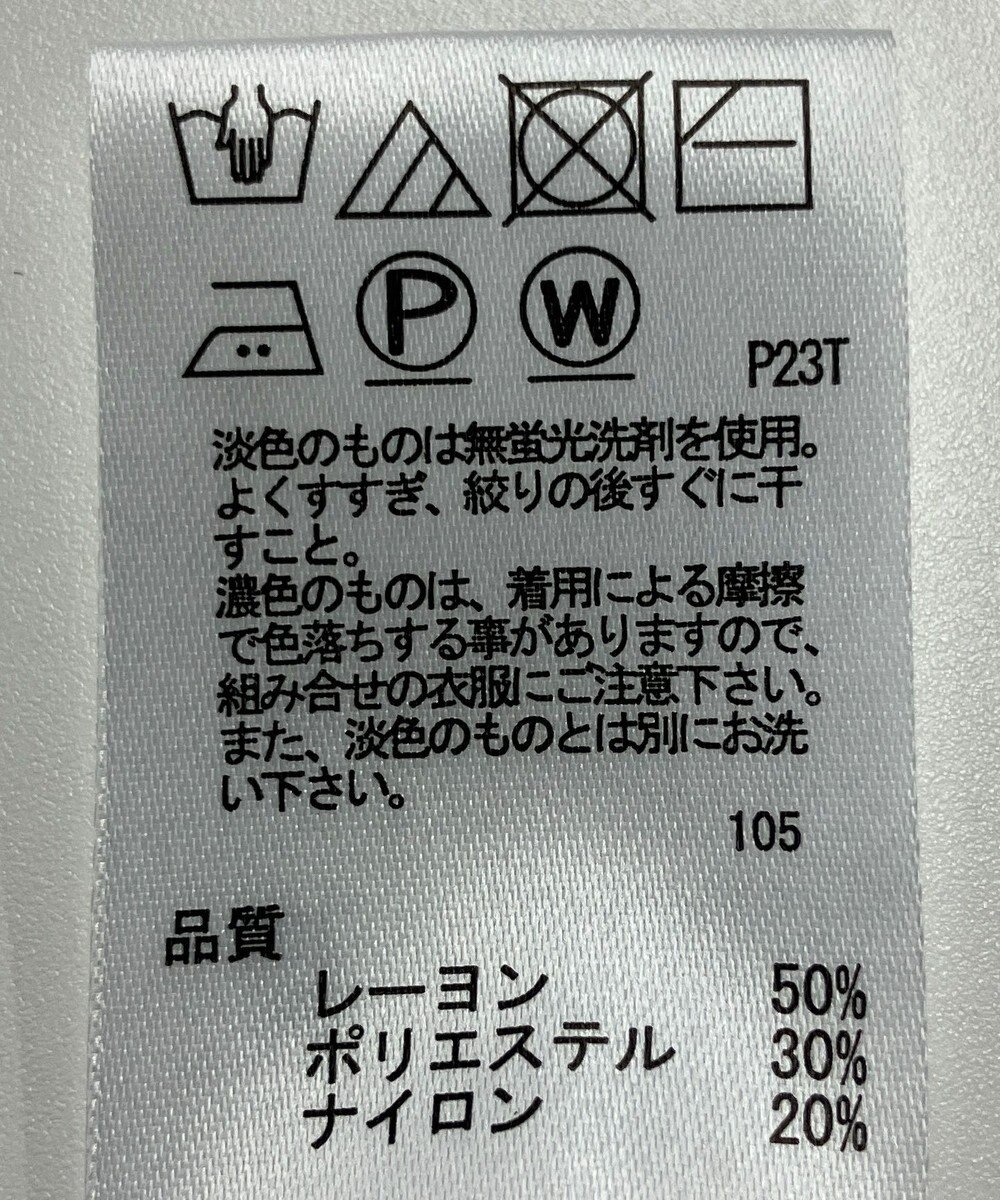 P W
P23T
淡色のものは無蛍光洗剤を使用。
よくすすぎ、絞りの後すぐに干
すこと。
濃色のものは、着用による摩擦
で色落ちする事がありますので、
組み合せの衣服にご注意下さい。
また、淡色のものとは別にお洗
い下さい。
105
品質
レーヨン 50%
ポリエステル 30%
ナイロン 20%